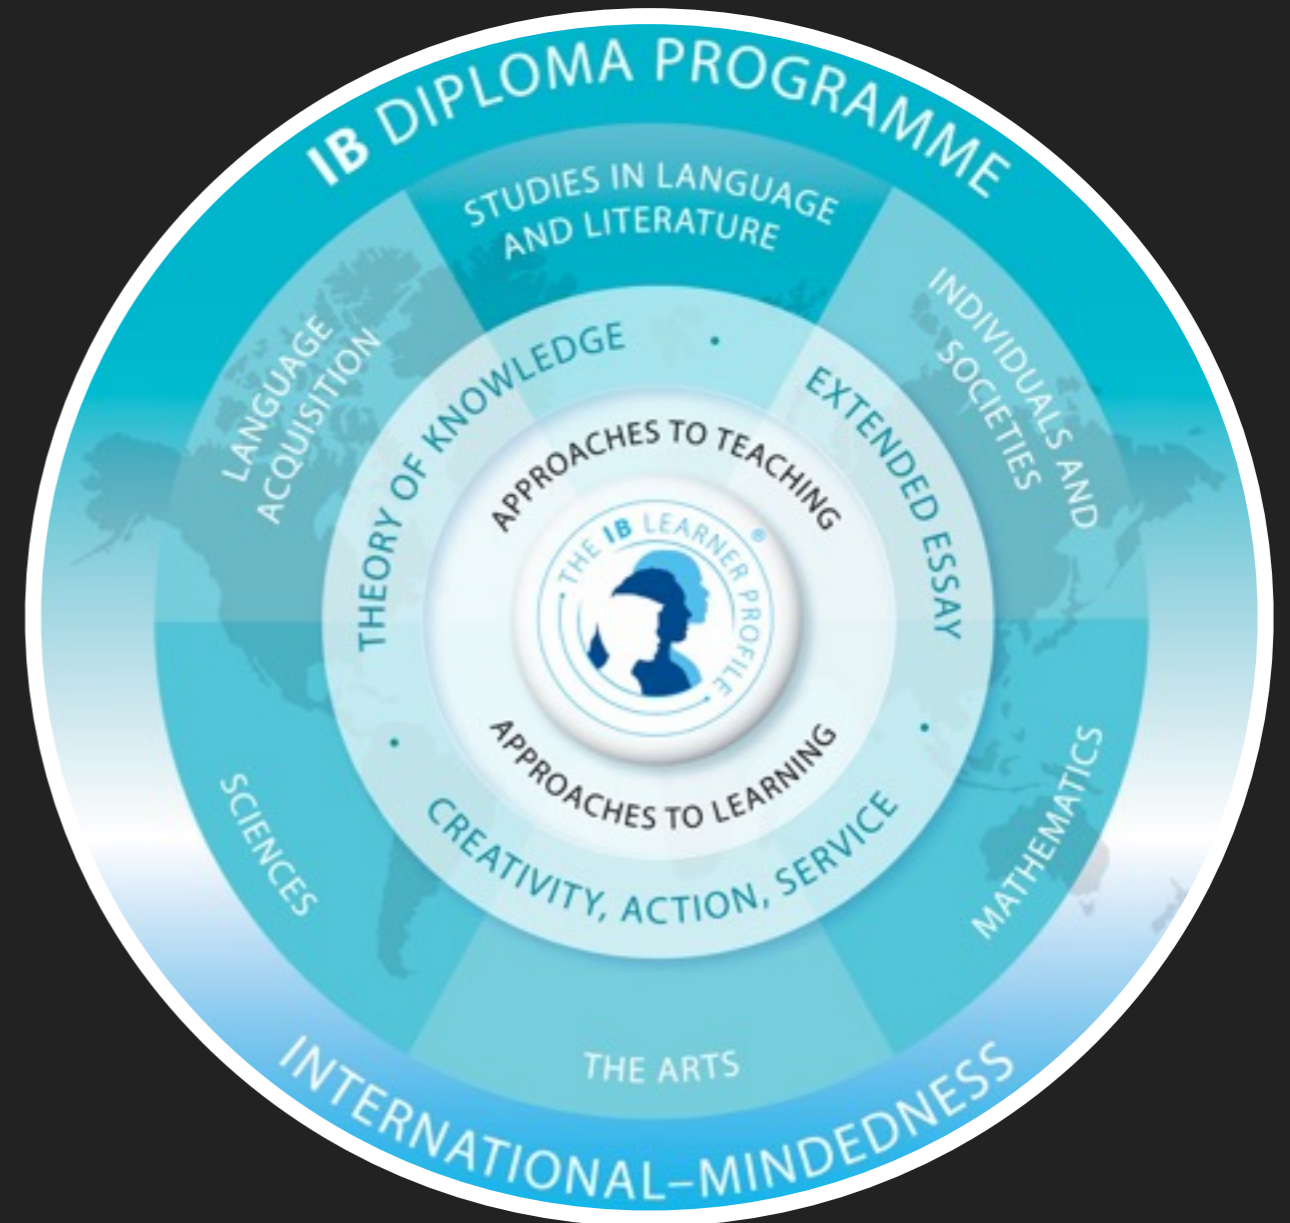 IB DIPLOMA PROGRAMME
STUDIES IN LANGUAGE
AND LITERATURE
LANGUAGE
ACQUISITION
INDIVIDUALS AND
SOCIETIES
THEORY OF KNOWLEDGE
EXTENDED ESSAY
APPROACHES TO TEACHING
THE IB LEARNER PROFILE
®
APPROACHES TO LEARNING
CREATIVITY, ACTION, SERVICE
SCIENCES
MATHEMATICS
THE ARTS
INTERNATIONAL–MINDEDNESS